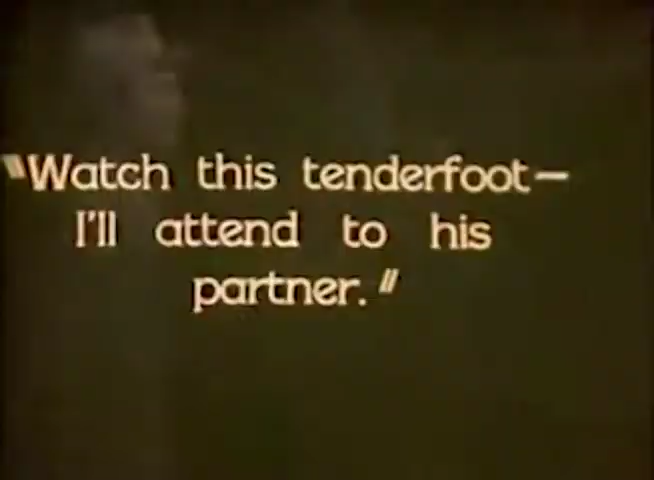 "Watch this tenderfoot—
I'll attend to his
partner."